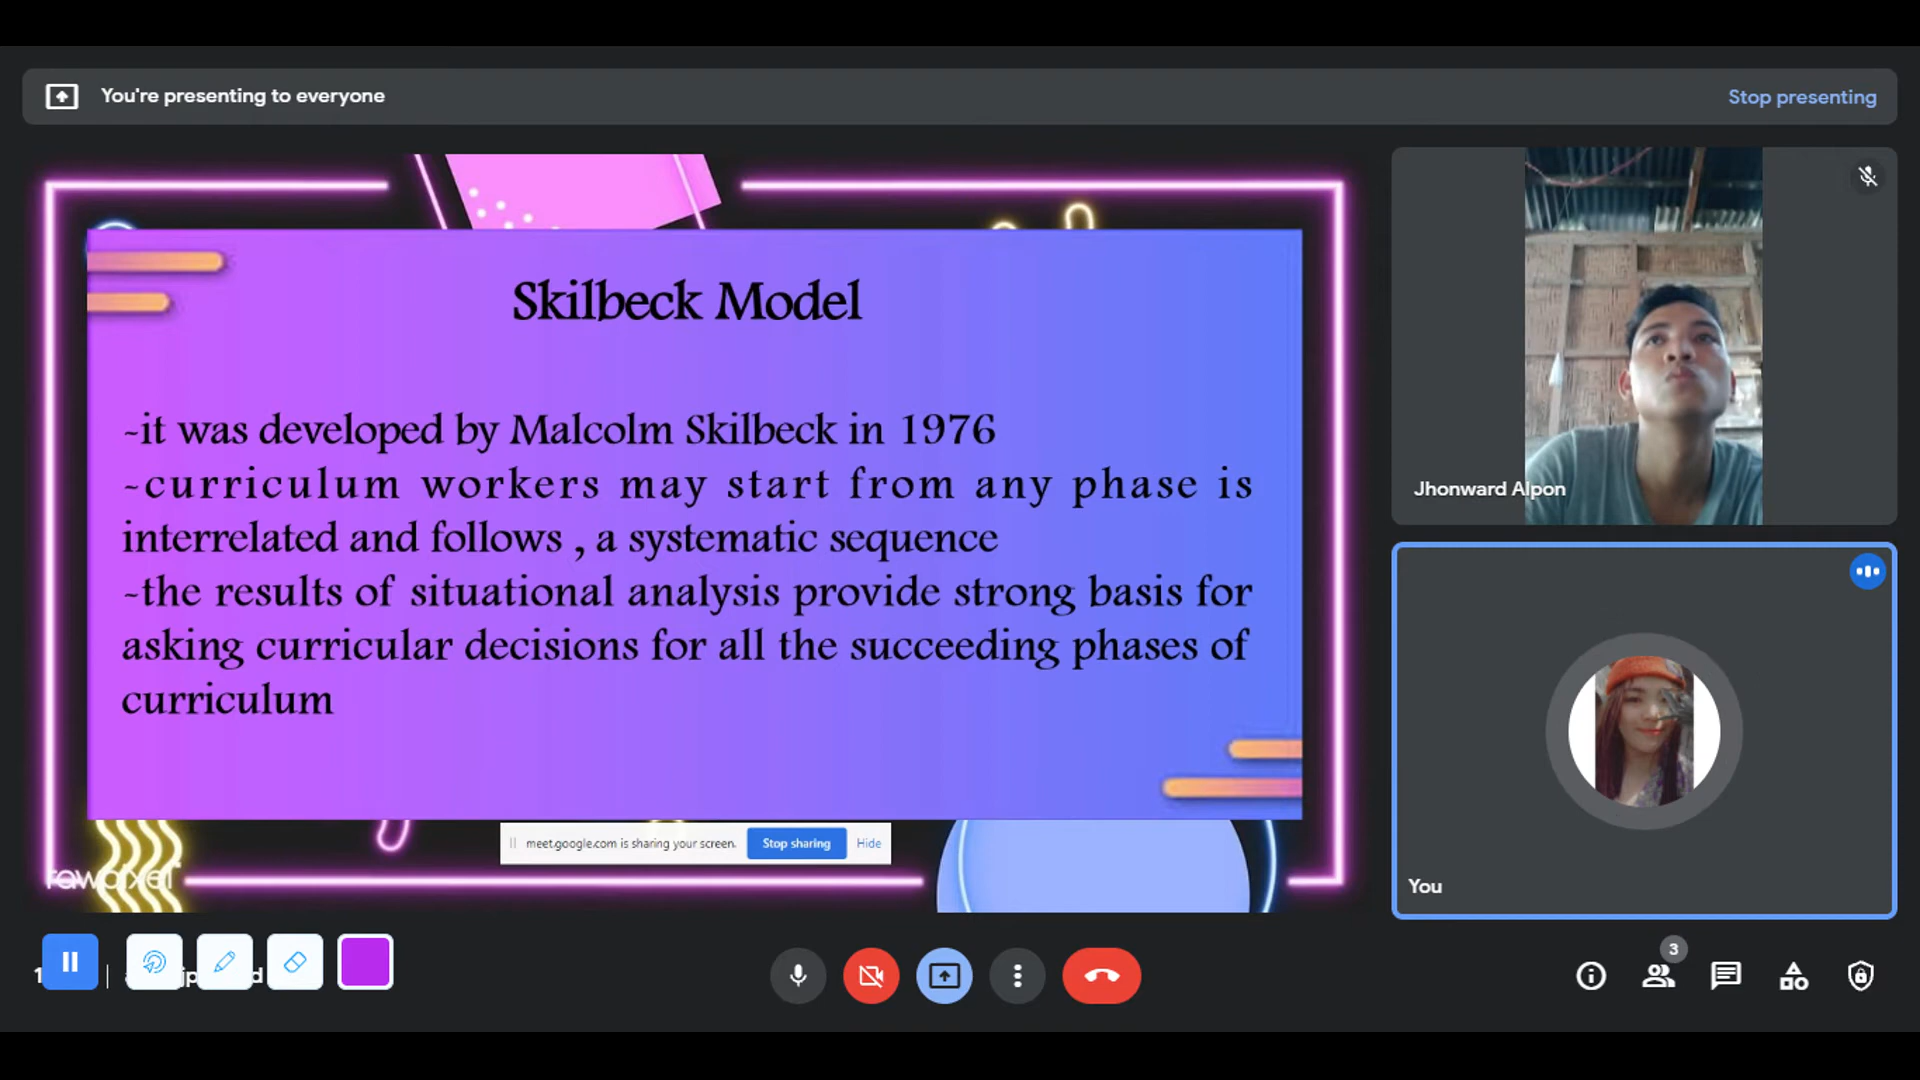 You're presenting to everyone
Stop presenting
Skilbeck Model
~it was developed by Malcolm Skilbeck in 1976
~curriculum workers may start from any phase is
interrelated and follows , a systematic sequence
~the results of situational analysis provide strong basis for
asking curricular decisions for all the succeeding phases of
curriculum
meet.google.com is sharing your screen.
Stop sharing
Hide
rawpixel
Jhonward Alpon
You
3